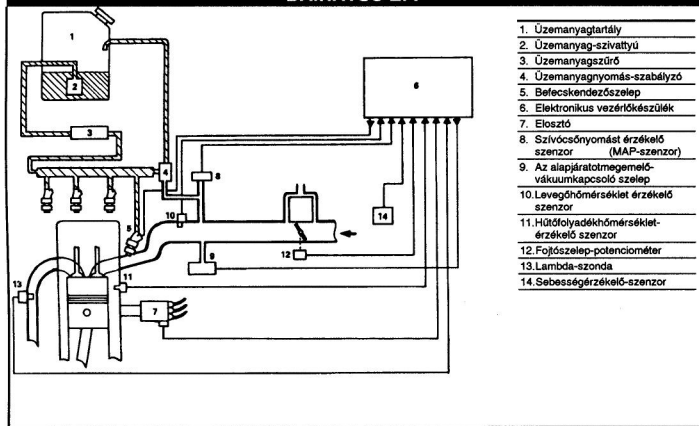 1
2
3
4
5
6
7
8
9
10
11
12
13
14
1. Üzemanyagtartály
2. Üzemanyag-szivattyú
3. Üzemanyagszűrő
4. Üzemanyagnyomás-szabályzó
5. Befecskendezőszelep
6. Elektronikus vezérlőkészülék
7. Elosztó
8. Szívócsőnyomást érzékelő
szenzor (MAP-szenzor)
9. Az alapjáratotmegemelő-
vákuumkapcsoló szelep
10. Levegőhőmérséklet érzékelő
szenzor
11. Hűtőfolyadékhőmérséklet-
érzékelő szenzor
12. Fojtószelep-potenciométer
13. Lambda-szonda
14. Sebességérzékelő-szenzor